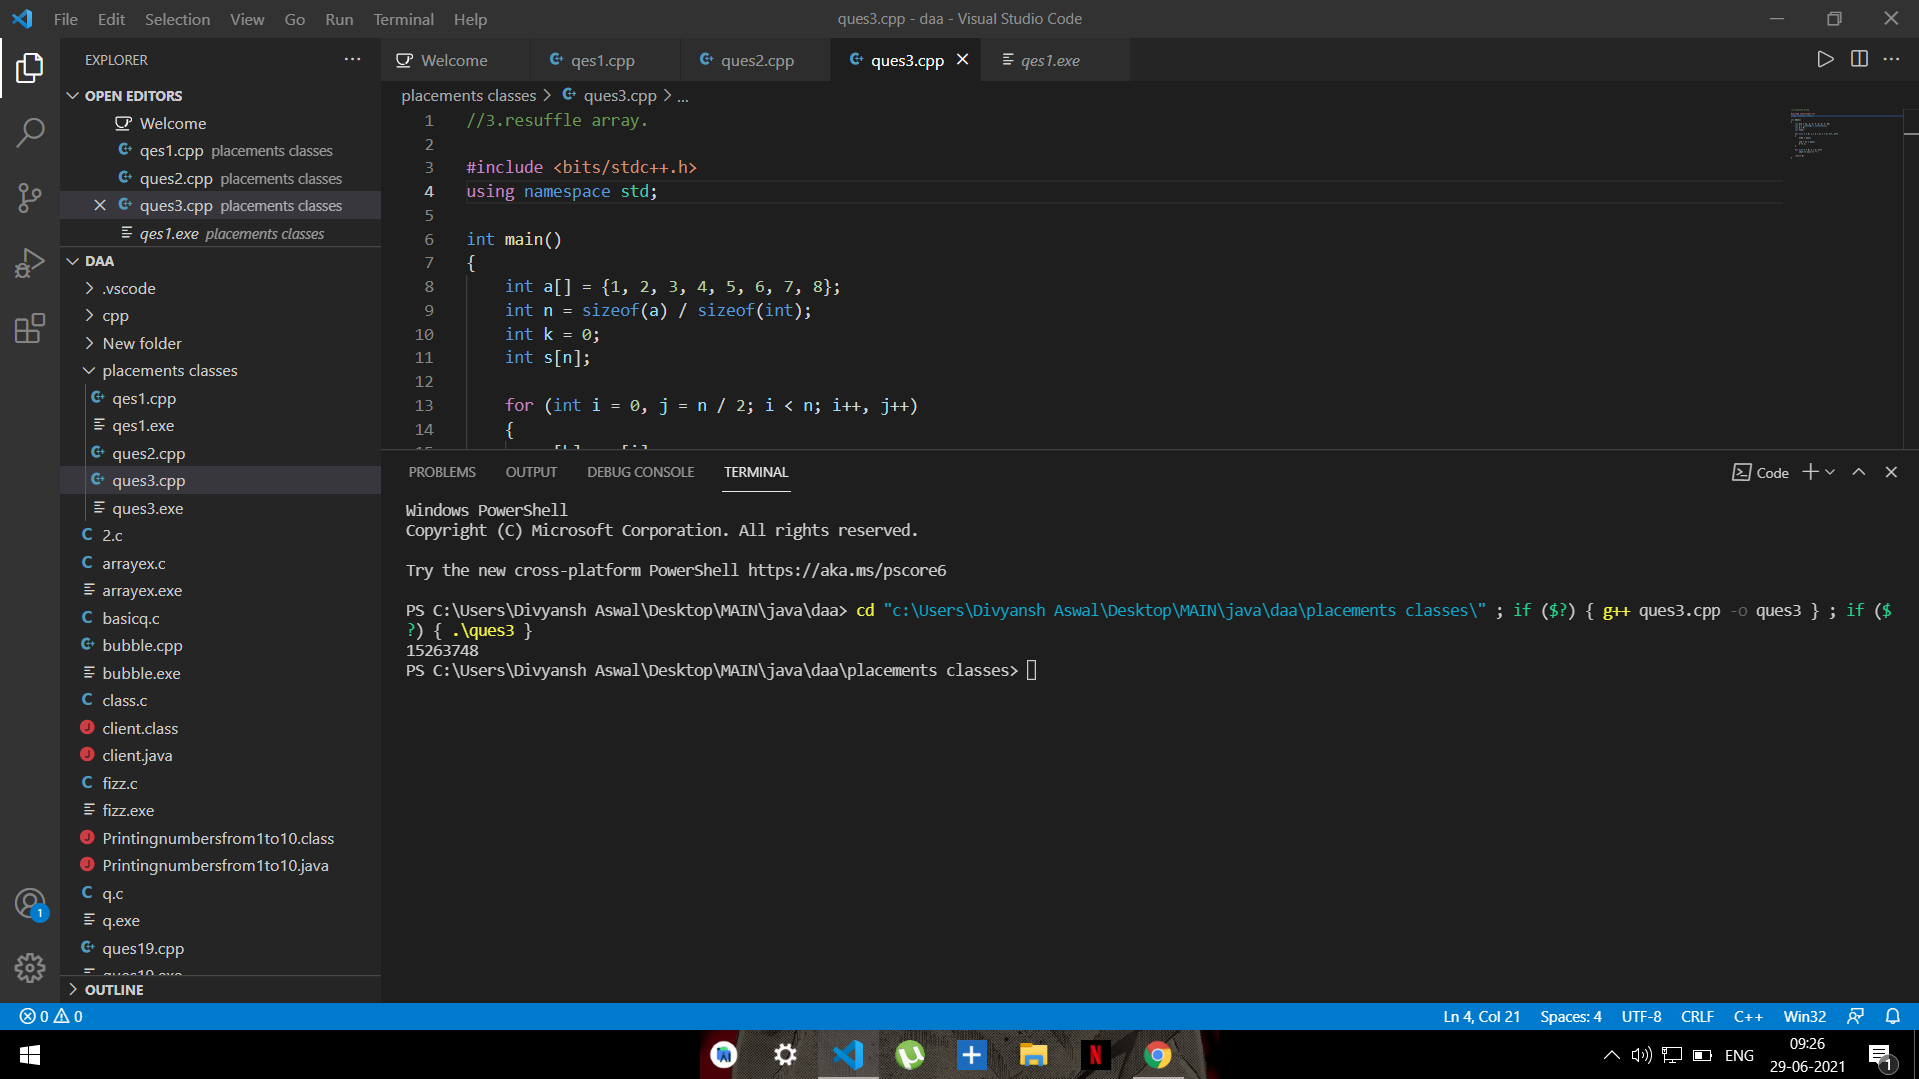 File Edit Selection View Go Run Terminal Help
ques3.cpp - daa - Visual Studio Code
EXPLORER
OPEN EDITORS
Welcome
qes1.cpp placements classes
ques2.cpp placements classes
ques3.cpp placements classes
qes1.exe placements classes
DAA
.vscode
cpp
New folder
placements classes
qes1.cpp
qes1.exe
ques2.cpp
ques3.cpp
ques3.exe
2.c
arrayex.c
arrayex.exe
basicq.c
bubble.cpp
bubble.exe
class.c
client.class
client.java
fizz.c
fizz.exe
Printingnumbersfrom1to10.class
Printingnumbersfrom1to10.java
q.c
q.exe
ques19.cpp
ques19.exe
OUTLINE
Welcome qes1.cpp ques2.cpp ques3.cpp qes1.exe
placements classes > ques3.cpp > ...
1 //3.resuffle array.
2
3 #include <bits/stdc++.h>
4 using namespace std;
5
6 int main()
7 {
8 int a[] = {1, 2, 3, 4, 5, 6, 7, 8};
9 int n = sizeof(a) / sizeof(int);
10 int k = 0;
11 int s[n];
12
13 for (int i = 0, j = n / 2; i < n; i++, j++)
14 {
PROBLEMS OUTPUT DEBUG CONSOLE TERMINAL
Code
Windows PowerShell
Copyright (C) Microsoft Corporation. All rights reserved.
Try the new cross-platform PowerShell https://aka.ms/pscore6
PS C:\Users\Divyansh Aswal\Desktop\MAIN\java\daa> cd "c:\Users\Divyansh Aswal\Desktop\MAIN\java\daa\placements classes\" ; if ($?) { g++ ques3.cpp -o ques3 } ; if ($
?) { .\ques3 }
15263748
PS C:\Users\Divyansh Aswal\Desktop\MAIN\java\daa\placements classes>
0 0
Ln 4, Col 21 Spaces: 4 UTF-8 CRLF C++ Win32
1
ENG
09:26
29-06-2021
1